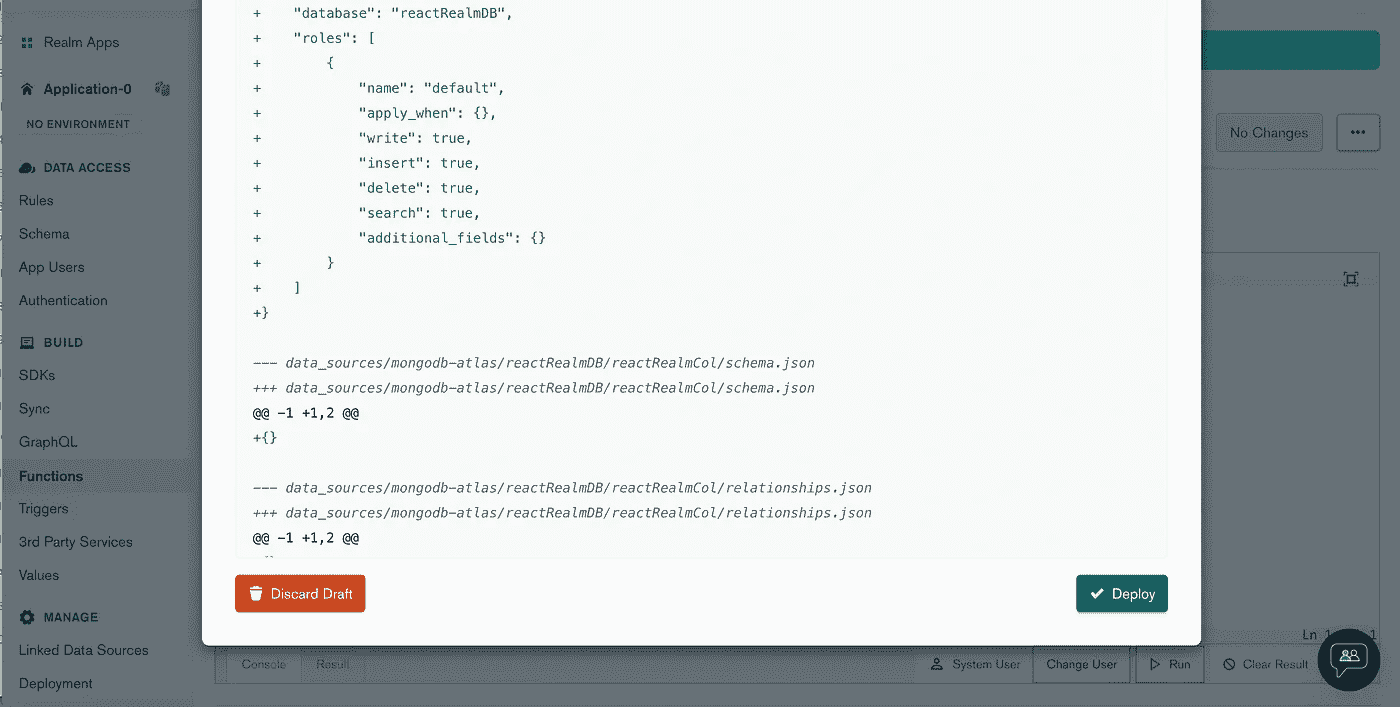 Realm Apps
Application-0
NO ENVIRONMENT
DATA ACCESS
Rules
Schema
App Users
Authentication
BUILD
SDKs
Sync
GraphQL
Functions
Triggers
3rd Party Services
Values
MANAGE
Linked Data Sources
Deployment
+    "database": "reactRealmDB",
+    "roles": [
+        {
+            "name": "default",
+            "apply_when": {},
+            "write": true,
+            "insert": true,
+            "delete": true,
+            "search": true,
+            "additional_fields": {}
+        }
+    ]
+}
--- data_sources/mongodb-atlas/reactRealmDB/reactRealmCol/schema.json
+++ data_sources/mongodb-atlas/reactRealmDB/reactRealmCol/schema.json
@@ -1 +1,2 @@
+{}
--- data_sources/mongodb-atlas/reactRealmDB/reactRealmCol/relationships.json
+++ data_sources/mongodb-atlas/reactRealmDB/reactRealmCol/relationships.json
@@ -1 +1,2 @@
Discard Draft
Deploy
No Changes
Ln 1
Console Result System User Change User Run Clear Result